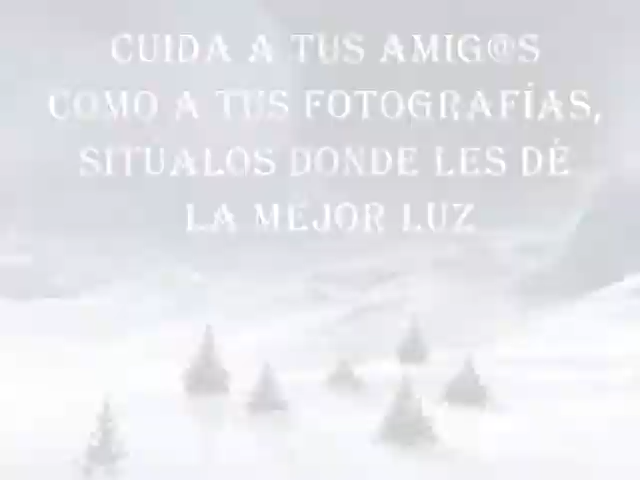 CUIDA A TUS AMIG@S
COMO A TUS FOTOGRAFÍAS,
SITUALOS DONDE LES DÉ
LA MEJOR LUZ